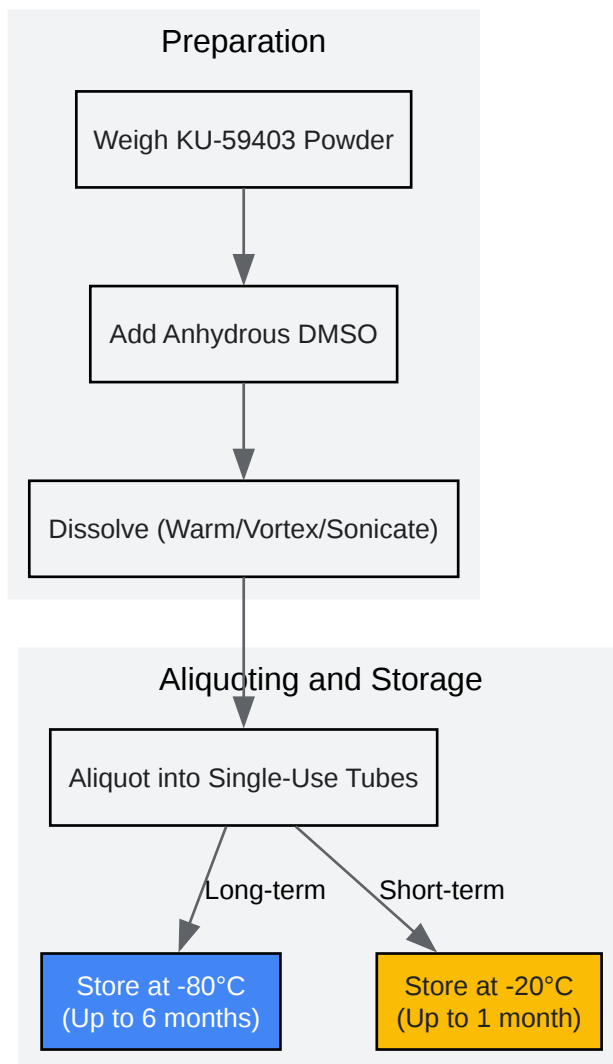 Preparation
Weigh KU-59403 Powder
Add Anhydrous DMSO
Dissolve (Warm/Vortex/Sonicate)
Aliquoting and Storage
Aliquot into Single-Use Tubes
Long-term
Short-term
Store at -80°C
(Up to 6 months)
Store at -20°C
(Up to 1 month)